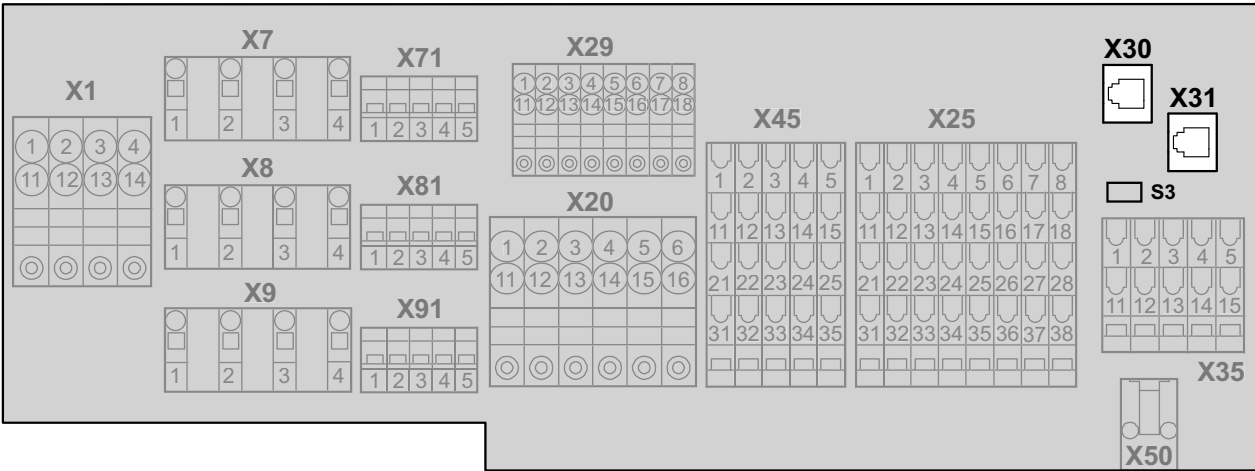 X1
1 2 3 4
11 12 13 14
X7
1 2 3 4
X8
1 2 3 4
X9
1 2 3 4
X71
1 2 3 4 5
X81
1 2 3 4 5
X91
1 2 3 4 5
X29
1 2 3 4 5 6 7 8
11 12 13 14 15 16 17 18
X20
1 2 3 4 5 6
11 12 13 14 15 16
X45
1 2 3 4 5
11 12 13 14 15
21 22 23 24 25
31 32 33 34 35
X25
1 2 3 4 5 6 7 8
11 12 13 14 15 16 17 18
21 22 23 24 25 26 27 28
31 32 33 34 35 36 37 38
X30
X31
S3
1 2 3 4 5
11 12 13 14 15
X35
X50